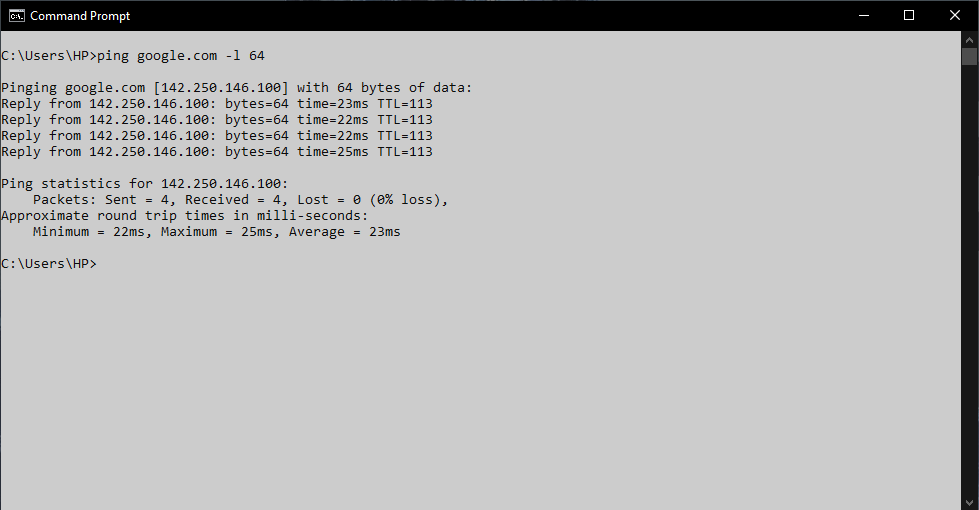 Command Prompt
C:\Users\HP>ping google.com -l 64
Pinging google.com [142.250.146.100] with 64 bytes of data:
Reply from 142.250.146.100: bytes=64 time=23ms TTL=113
Reply from 142.250.146.100: bytes=64 time=22ms TTL=113
Reply from 142.250.146.100: bytes=64 time=22ms TTL=113
Reply from 142.250.146.100: bytes=64 time=25ms TTL=113
Ping statistics for 142.250.146.100:
    Packets: Sent = 4, Received = 4, Lost = 0 (0% loss),
Approximate round trip times in milli-seconds:
    Minimum = 22ms, Maximum = 25ms, Average = 23ms
C:\Users\HP>